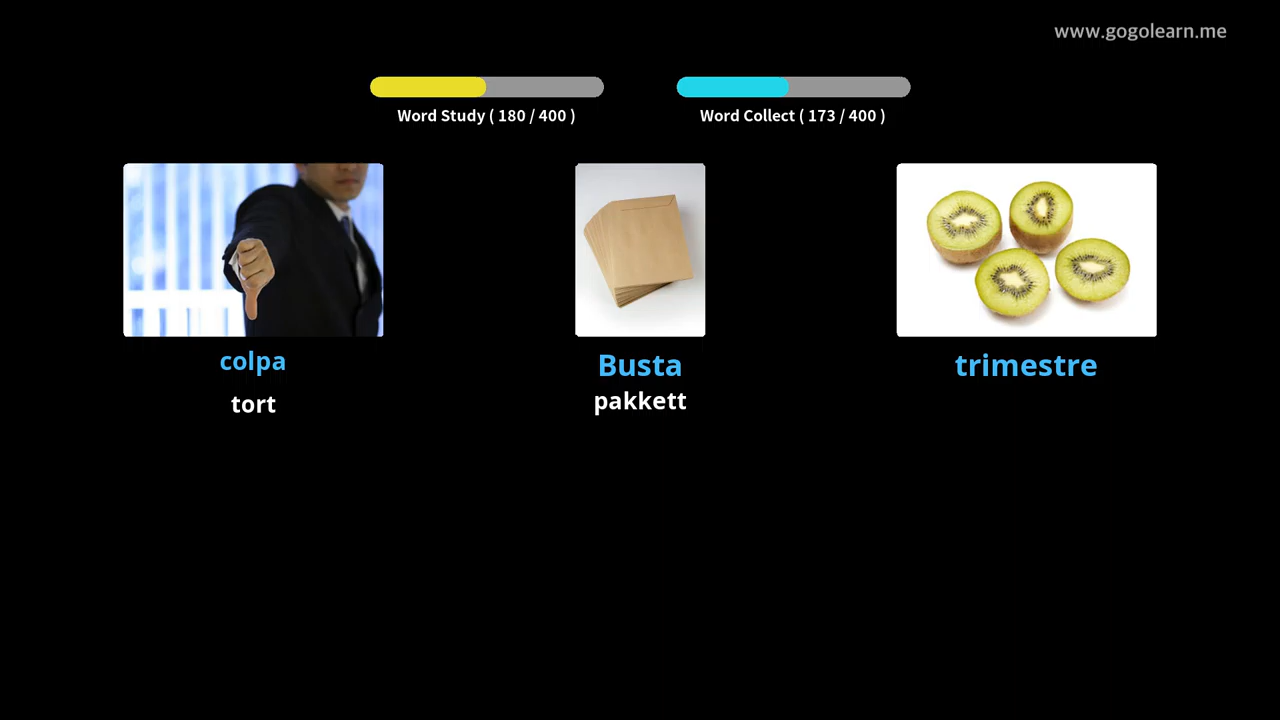 www.gogolearn.me
Word Study ( 180 / 400 )
Word Collect ( 173 / 400 )
colpa
tort
Busta
pakkett
trimestre